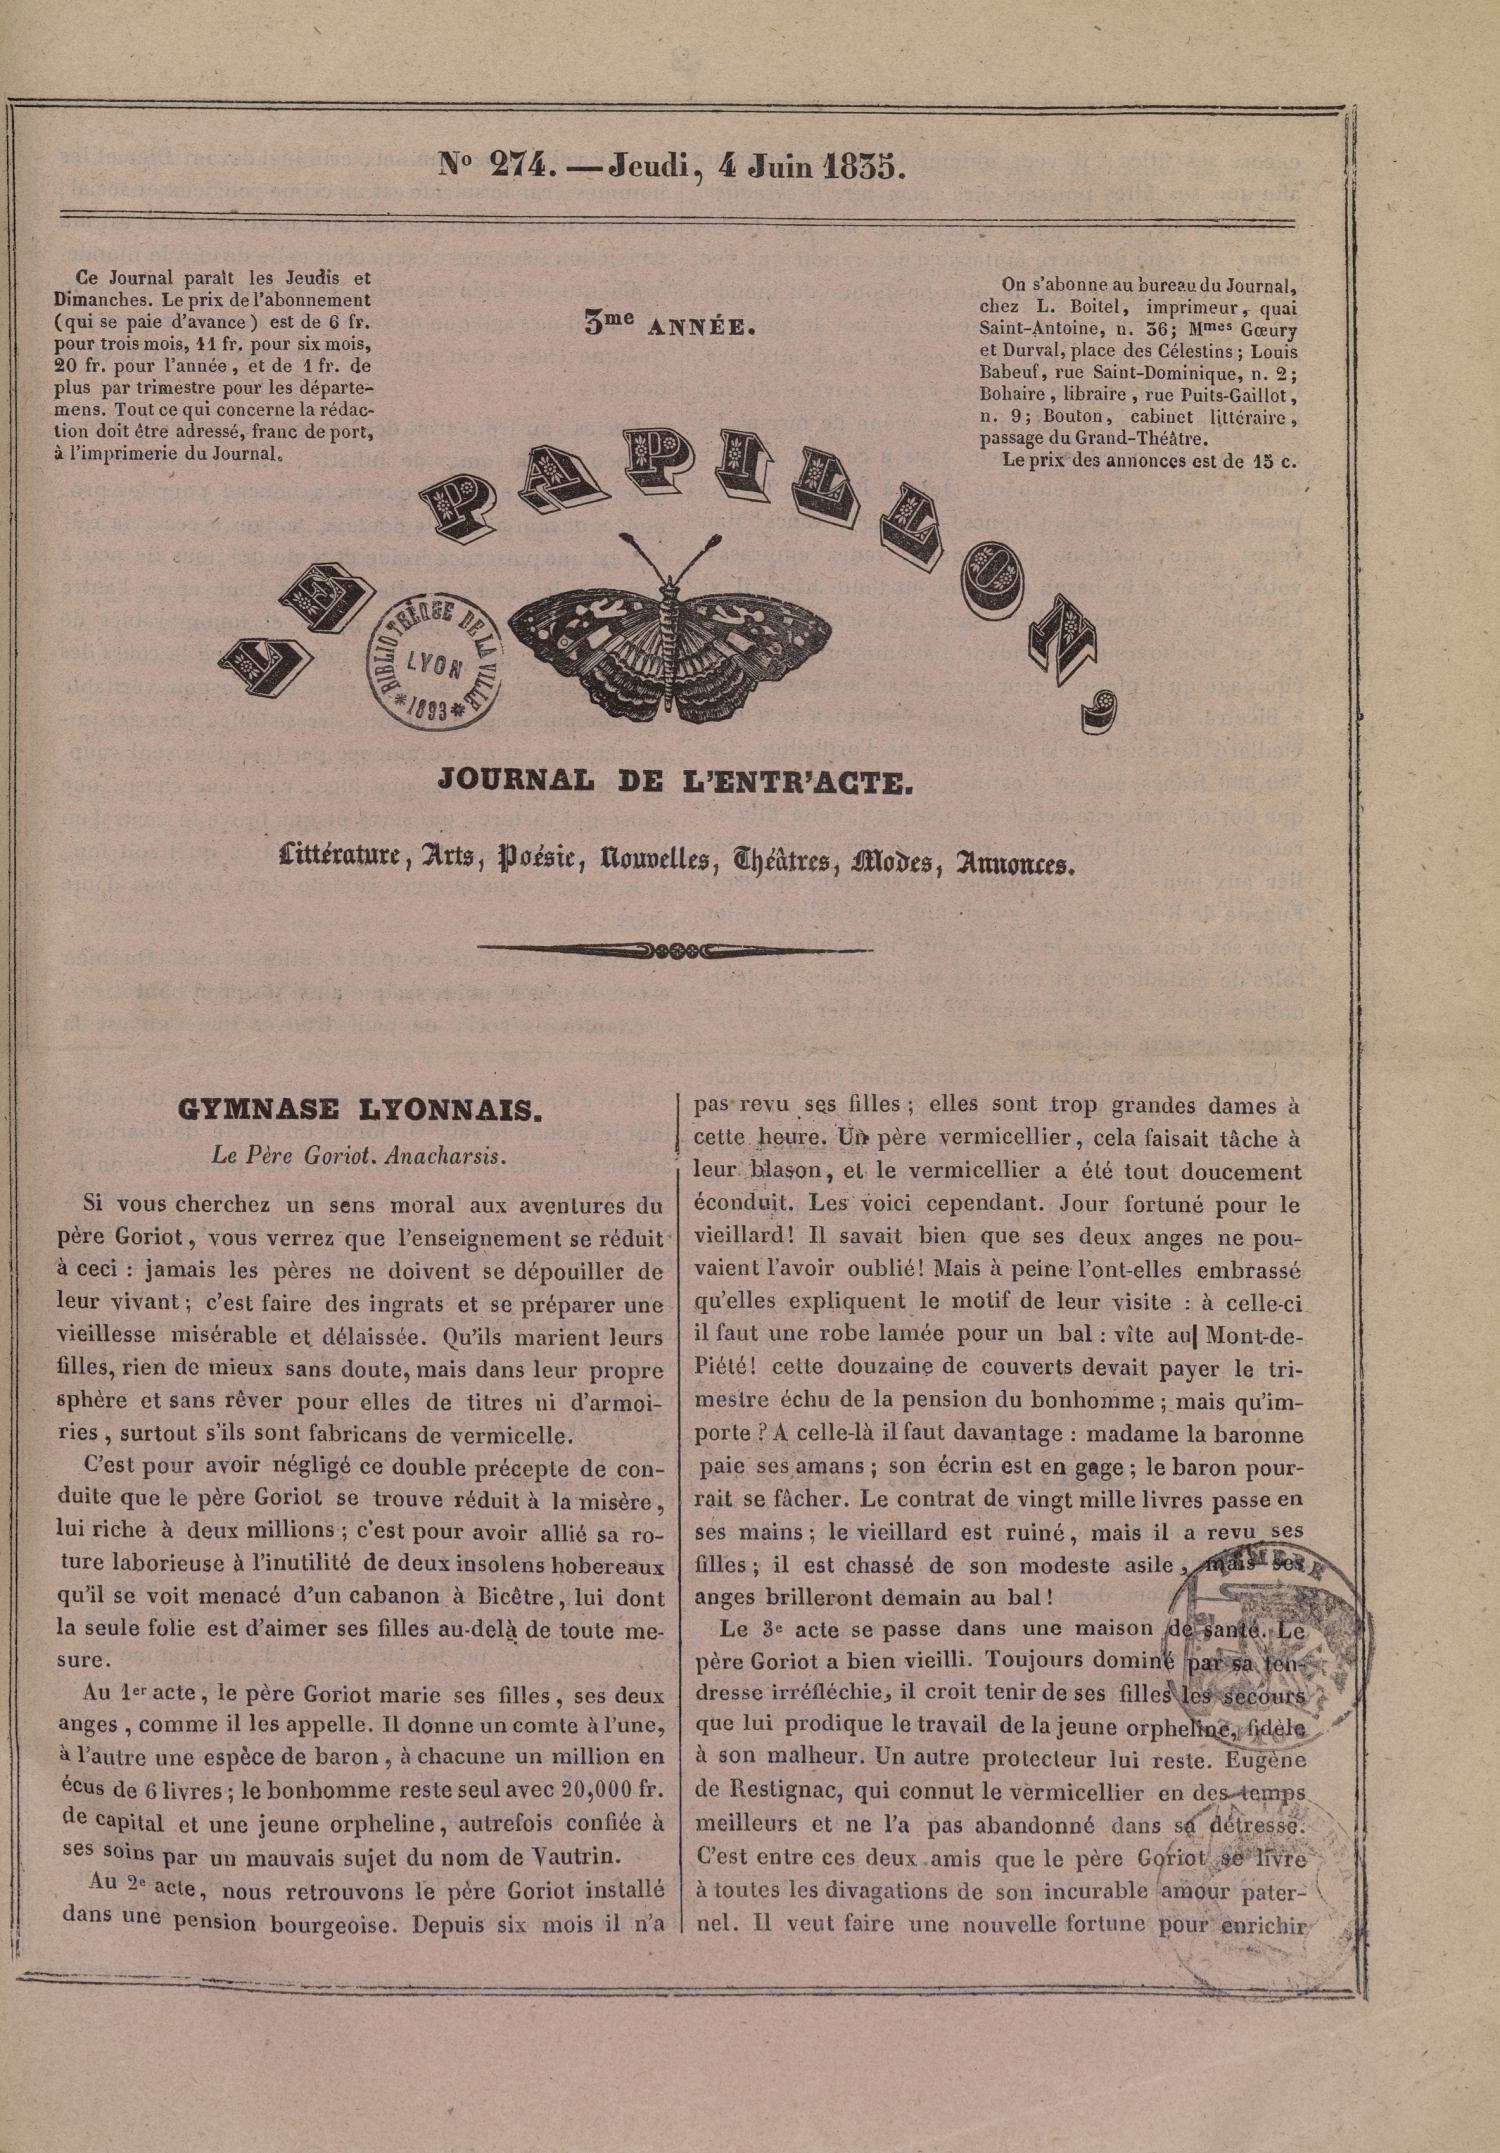 No 274. — Jeudi, 4 Juin 1835.
Ce Journal paraît les Jeudis et
Dimanches. Le prix de l'abonnement
(qui se paie d'avance) est de 6 fr.
pour trois mois, 11 fr. pour six mois,
20 fr. pour l'année, et de 1 fr. de
plus par trimestre pour les départe-
mens. Tout ce qui concerne la rédac-
tion doit être adressé, franc de port,
à l'imprimerie du Journal.
3me ANNÉE.
On s'abonne au bureau du Journal,
chez L. Boitel, imprimeur, quai
Saint-Antoine, n. 36; Mmes Gœury
et Durval, place des Célestins; Louis
Babeuf, rue Saint-Dominique, n. 2;
Bohaire, libraire, rue Puits-Gaillot,
n. 9; Bouton, cabinet littéraire,
passage du Grand-Théâtre.
Le prix des annonces est de 15 c.
LE PAPILLON,
BIBLIOTHÈQUE DE LA VILLE
LYON
*1893*
JOURNAL DE L'ENTR'ACTE.
Littérature, Arts, Poésie, Nouvelles, Théâtres, Modes, Annonces.
GYMNASE LYONNAIS.
Le Père Goriot. Anacharsis.
Si vous cherchez un sens moral aux aventures du
père Goriot, vous verrez que l'enseignement se réduit
à ceci : jamais les pères ne doivent se dépouiller de
leur vivant; c'est faire des ingrats et se préparer une
vieillesse misérable et délaissée. Qu'ils marient leurs
filles, rien de mieux sans doute, mais dans leur propre
sphère et sans rêver pour elles de titres ni d'armoi-
ries, surtout s'ils sont fabricans de vermicelle.
C'est pour avoir négligé ce double précepte de con-
duite que le père Goriot se trouve réduit à la misère,
lui riche à deux millions; c'est pour avoir allié sa ro-
ture laborieuse à l'inutilité de deux insolens hobereaux
qu'il se voit menacé d'un cabanon à Bicêtre, lui dont
la seule folie est d'aimer ses filles au-delà de toute me-
sure.
Au 1er acte, le père Goriot marie ses filles, ses deux
anges, comme il les appelle. Il donne un comte à l'une,
à l'autre une espèce de baron, à chacune un million en
écus de 6 livres; le bonhomme reste seul avec 20,000 fr.
de capital et une jeune orpheline, autrefois confiée à
ses soins par un mauvais sujet du nom de Vautrin.
Au 2e acte, nous retrouvons le père Goriot installé
dans une pension bourgeoise. Depuis six mois il n'a
pas revu ses filles; elles sont trop grandes dames à
cette heure. Un père vermicellier, cela faisait tâche à
leur blason, et le vermicellier a été tout doucement
éconduit. Les voici cependant. Jour fortuné pour le
vieillard! Il savait bien que ses deux anges ne pou-
vaient l'avoir oublié! Mais à peine l'ont-elles embrassé
qu'elles expliquent le motif de leur visite : à celle-ci
il faut une robe lamée pour un bal : vîte au Mont-de-
Piété! cette douzaine de couverts devait payer le tri-
mestre échu de la pension du bonhomme; mais qu'im-
porte? A celle-là il faut davantage : madame la baronne
paie ses amans; son écrin est en gage; le baron pour-
rait se fâcher. Le contrat de vingt mille livres passe en
ses mains; le vieillard est ruiné, mais il a revu ses
filles; il est chassé de son modeste asile, mais ses
anges brilleront demain au bal!
Le 3e acte se passe dans une maison de santé. Le
père Goriot a bien vieilli. Toujours dominé par sa ten-
dresse irréfléchie, il croit tenir de ses filles les secours
que lui prodique le travail de la jeune orpheline, fidèle
à son malheur. Un autre protecteur lui reste. Eugène
de Restignac, qui connut le vermicellier en des temps
meilleurs et ne l'a pas abandonné dans sa détresse.
C'est entre ces deux amis que le père Goriot se livre
à toutes les divagations de son incurable amour pater-
nel. Il veut faire une nouvelle fortune pour enrichir